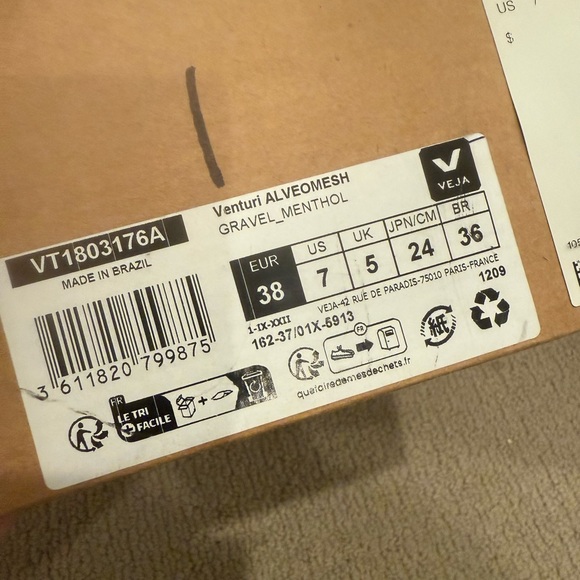 US
$
V
VEJA
Venturi ALVEOMESH
GRAVEL_MENTHOL
VT1803176A
MADE IN BRAZIL
EUR US UK JPN/CM BR
38 7 5 24 36
VEJA-42 RUE DE PARADIS-75010 PARIS-FRANCE
1209
1-IX-XXII
162-37/01X-6913
3 611820 799875
FR
LE TRI
+ FACILE
FR
quefairedemesdechets.fr
紙